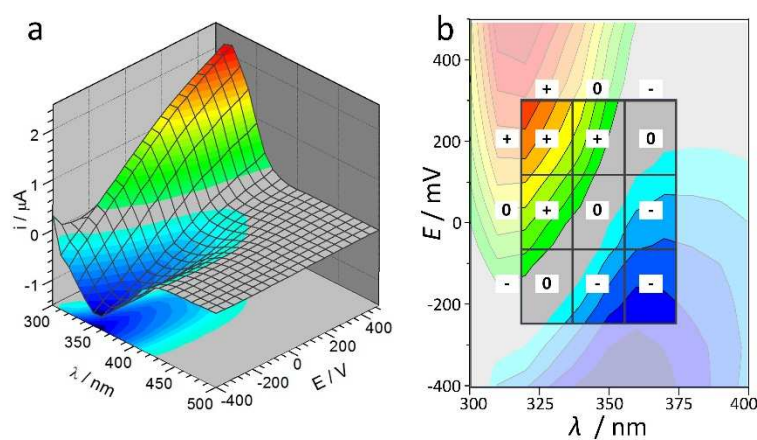 a
b
2
1
0
-1
i / μA
300
350
400
450
500
λ / nm
-400
-200
0
200
400
E / V
400
200
0
-200
-400
E / mV
+ 0 -
+ + + 0
0 + 0 -
- 0 - -
300 325 350 375 400
λ / nm